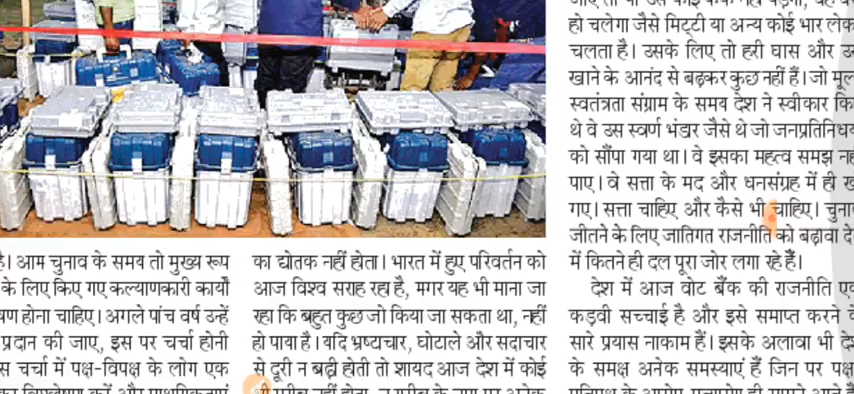 है। आम चुनाव के समय तो मुख्य रूप
के लिए किए गए कल्याणकारी कार्यों
होना चाहिए। अगले पांच वर्ष उन्हें
प्रदान की जाए, इस पर चर्चा होनी
चर्चा में पक्ष-विपक्ष के लोग एक
का द्योतक नहीं होता। भारत में हुए परिवर्तन को
आज विश्व सराह रहा है, मगर यह भी माना जा
रहा कि बहुत कुछ जो किया जा सकता था, नहीं
हो पाया है। यदि भ्रष्टाचार, घोटाले और सदाचार
से दूरी न बढ़ी होती तो शायद आज देश में कोई
हो चलेगा जैसे मिट्टी या अन्य कोई भार लेक
चलता है। उसके लिए तो हरी घास और उ
खाने के आनंद से बढ़कर कुछ नहीं हैं। जो मूल
स्वतंत्रता संग्राम के समय देश ने स्वीकार कि
थे वे उस स्वर्ण भंडार जैसे थे जो जनप्रतिनिधि
को सौंपा गया था। वे इसका महत्व समझ नह
पाए। वे सत्ता के मद और धनसंग्रह में ही ख
गए। सत्ता चाहिए और कैसे भी चाहिए। चुना
जीतने के लिए जातिगत राजनीति को बढ़ावा दे
में कितने ही दल पूरा जोर लगा रहे हैं।
देश में आज वोट बैंक की राजनीति ए
कड़वी सच्चाई है और इसे समाप्त करने के
सारे प्रयास नाकाम हैं। इसके अलावा भी दे
के समक्ष अनेक समस्याएं हैं जिन पर पक्ष